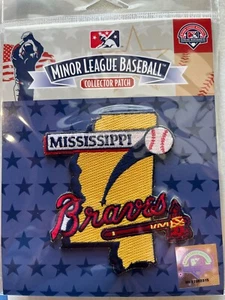 MINOR LEAGUE BASEBALL
COLLECTOR PATCH
MISSISSIPPI
Braves